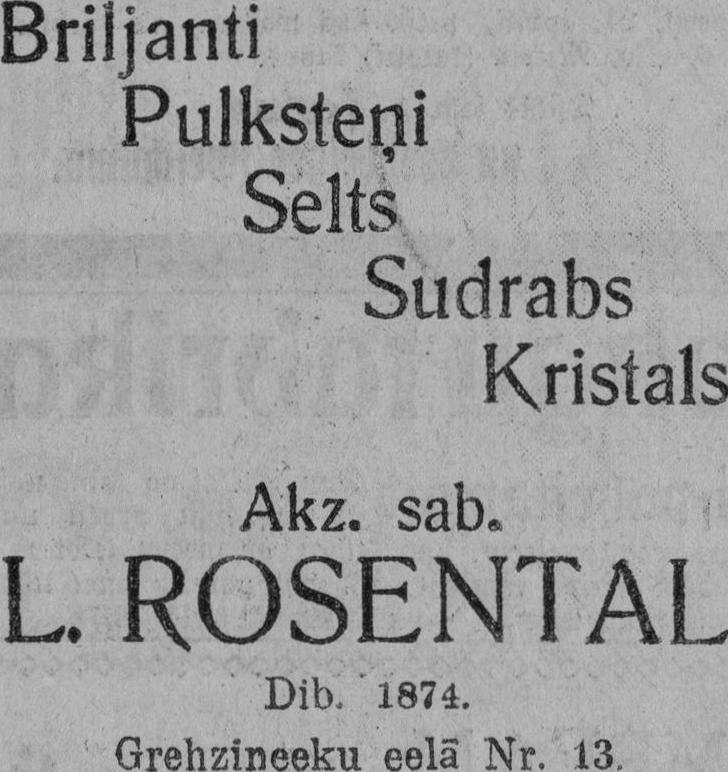 Briljanti
Pulksteņi
Selts
Sudrabs
Kristals
Akz. sab.
L. ROSENTAL
Dib. 1874.
Grehzineeku eelā Nr. 13.